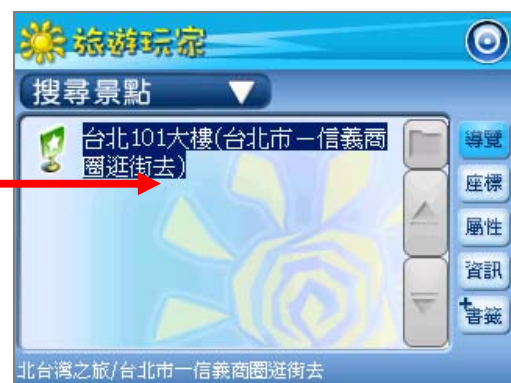 旅遊玩家
搜尋景點
台北101大樓(台北市－信義商
圈逛街去)
導覽
座標
屬性
資訊
+書籤
北台灣之旅/台北市－信義商圈逛街去